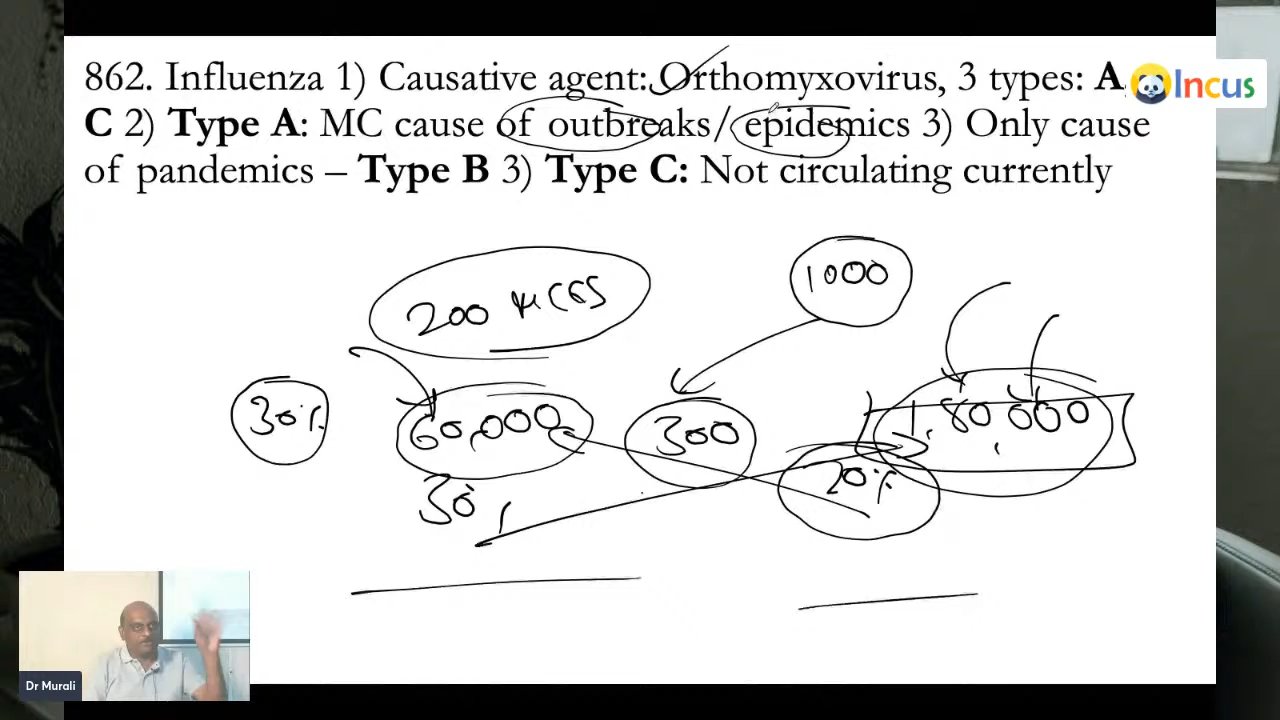 862. Influenza 1) Causative agent: Orthomyxovirus, 3 types: A,
Incus
C 2) Type A: MC cause of outbreaks/epidemics 3) Only cause
of pandemics – Type B 3) Type C: Not circulating currently
1000
200 MCQS
30% 60,000 300 1,80,000
20%
30
Dr Murali